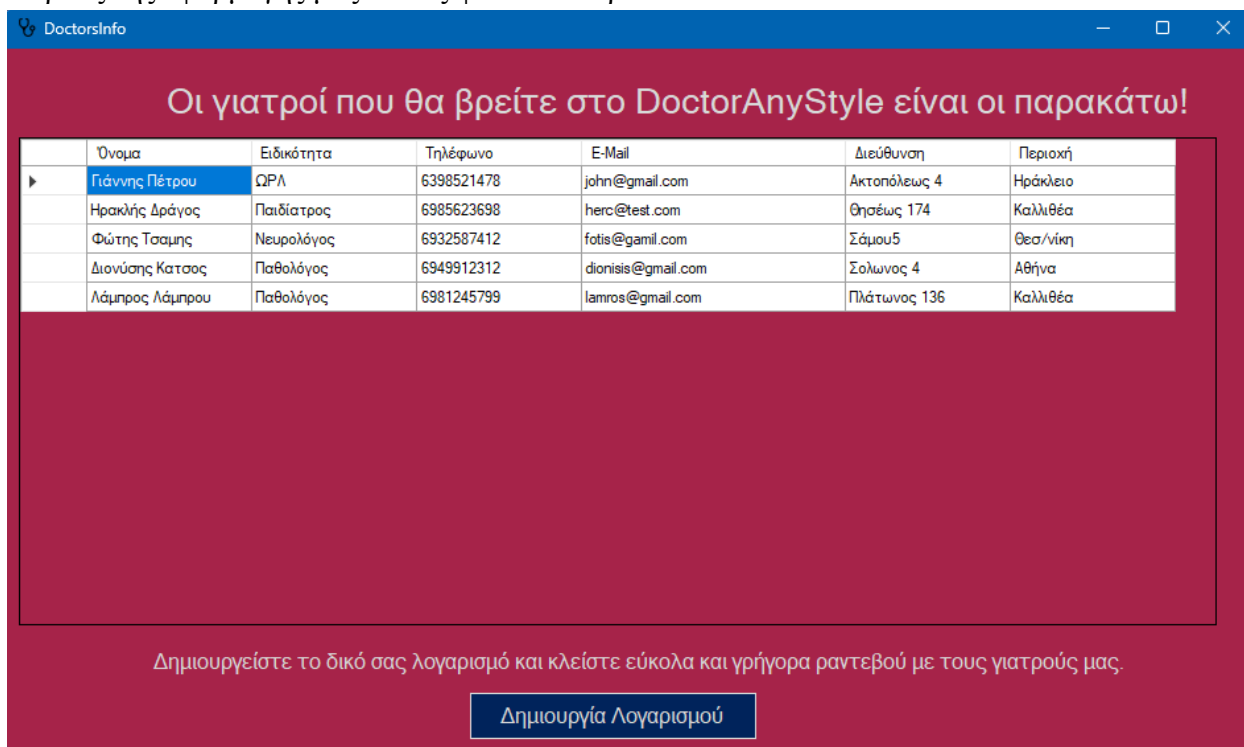 DoctorsInfo
Οι γιατροί που θα βρείτε στο DoctorAnyStyle είναι οι παρακάτω!
Όνομα Ειδικότητα Τηλέφωνο E-Mail Διεύθυνση Περιοχή
Γιάννης Πέτρου ΩΡΛ 6398521478 john@gmail.com Ακτοπόλεως 4 Ηράκλειο
Ηρακλής Δράγος Παιδίατρος 6985623698 herc@test.com Θησέως 174 Καλλιθέα
Φώτης Τσαμης Νευρολόγος 6932587412 fotis@gamil.com Σάμου5 Θεσ/νίκη
Διονύσης Κατσος Παθολόγος 6949912312 dionisis@gmail.com Σολωνος 4 Αθήνα
Λάμπρος Λάμπρου Παθολόγος 6981245799 lamros@gmail.com Πλάτωνος 136 Καλλιθέα
Δημιουργείστε το δικό σας λογαρισμό και κλείστε εύκολα και γρήγορα ραντεβού με τους γιατρούς μας.
Δημιουργία Λογαρισμού